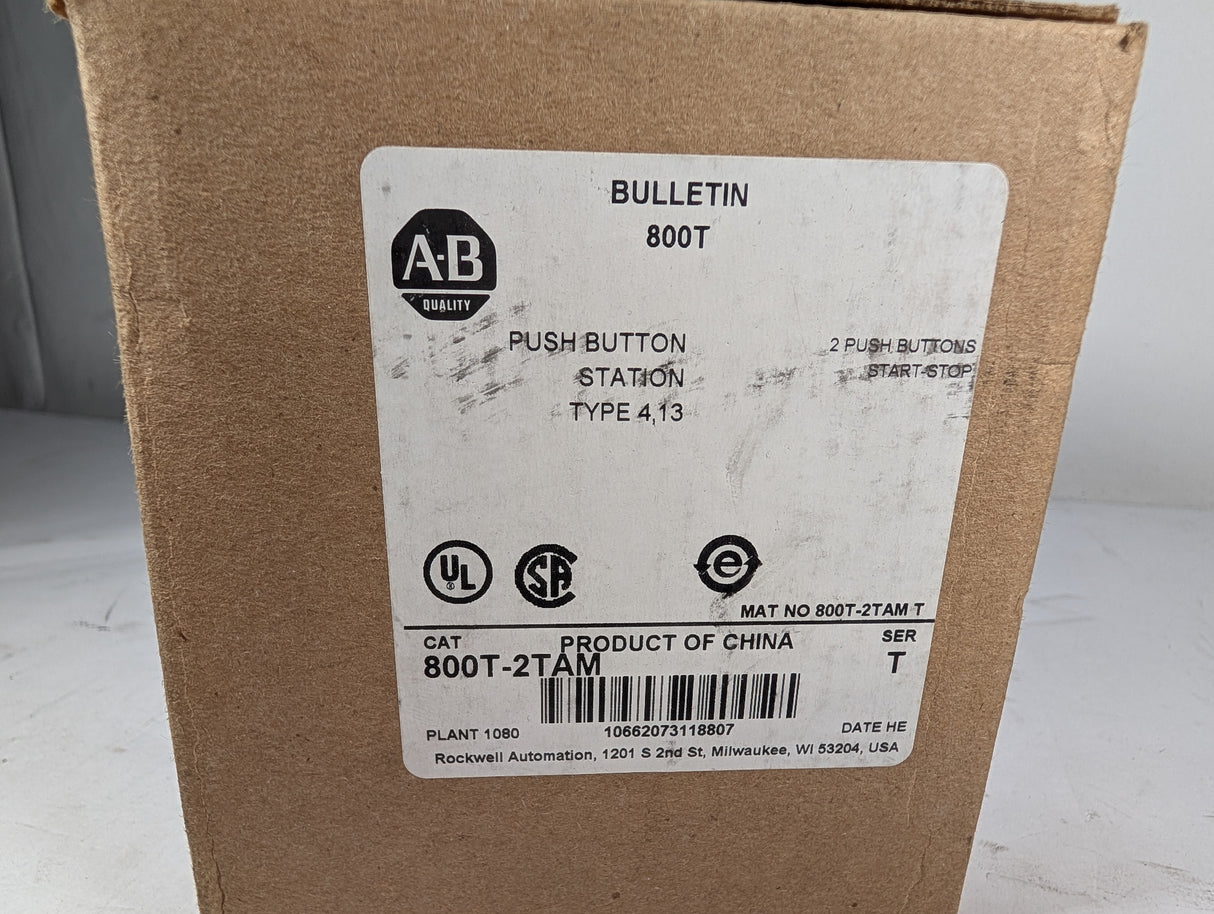 BULLETIN
800T
A-B
QUALITY
PUSH BUTTON
STATION
TYPE 4,13
2 PUSH BUTTONS
START-STOP
UL
®
SA
e
MAT NO 800T-2TAM T
CAT
PRODUCT OF CHINA
SER
800T-2TAM
T
10662073118807
PLANT 1080
DATE HE
Rockwell Automation, 1201 S 2nd St, Milwaukee, WI 53204, USA